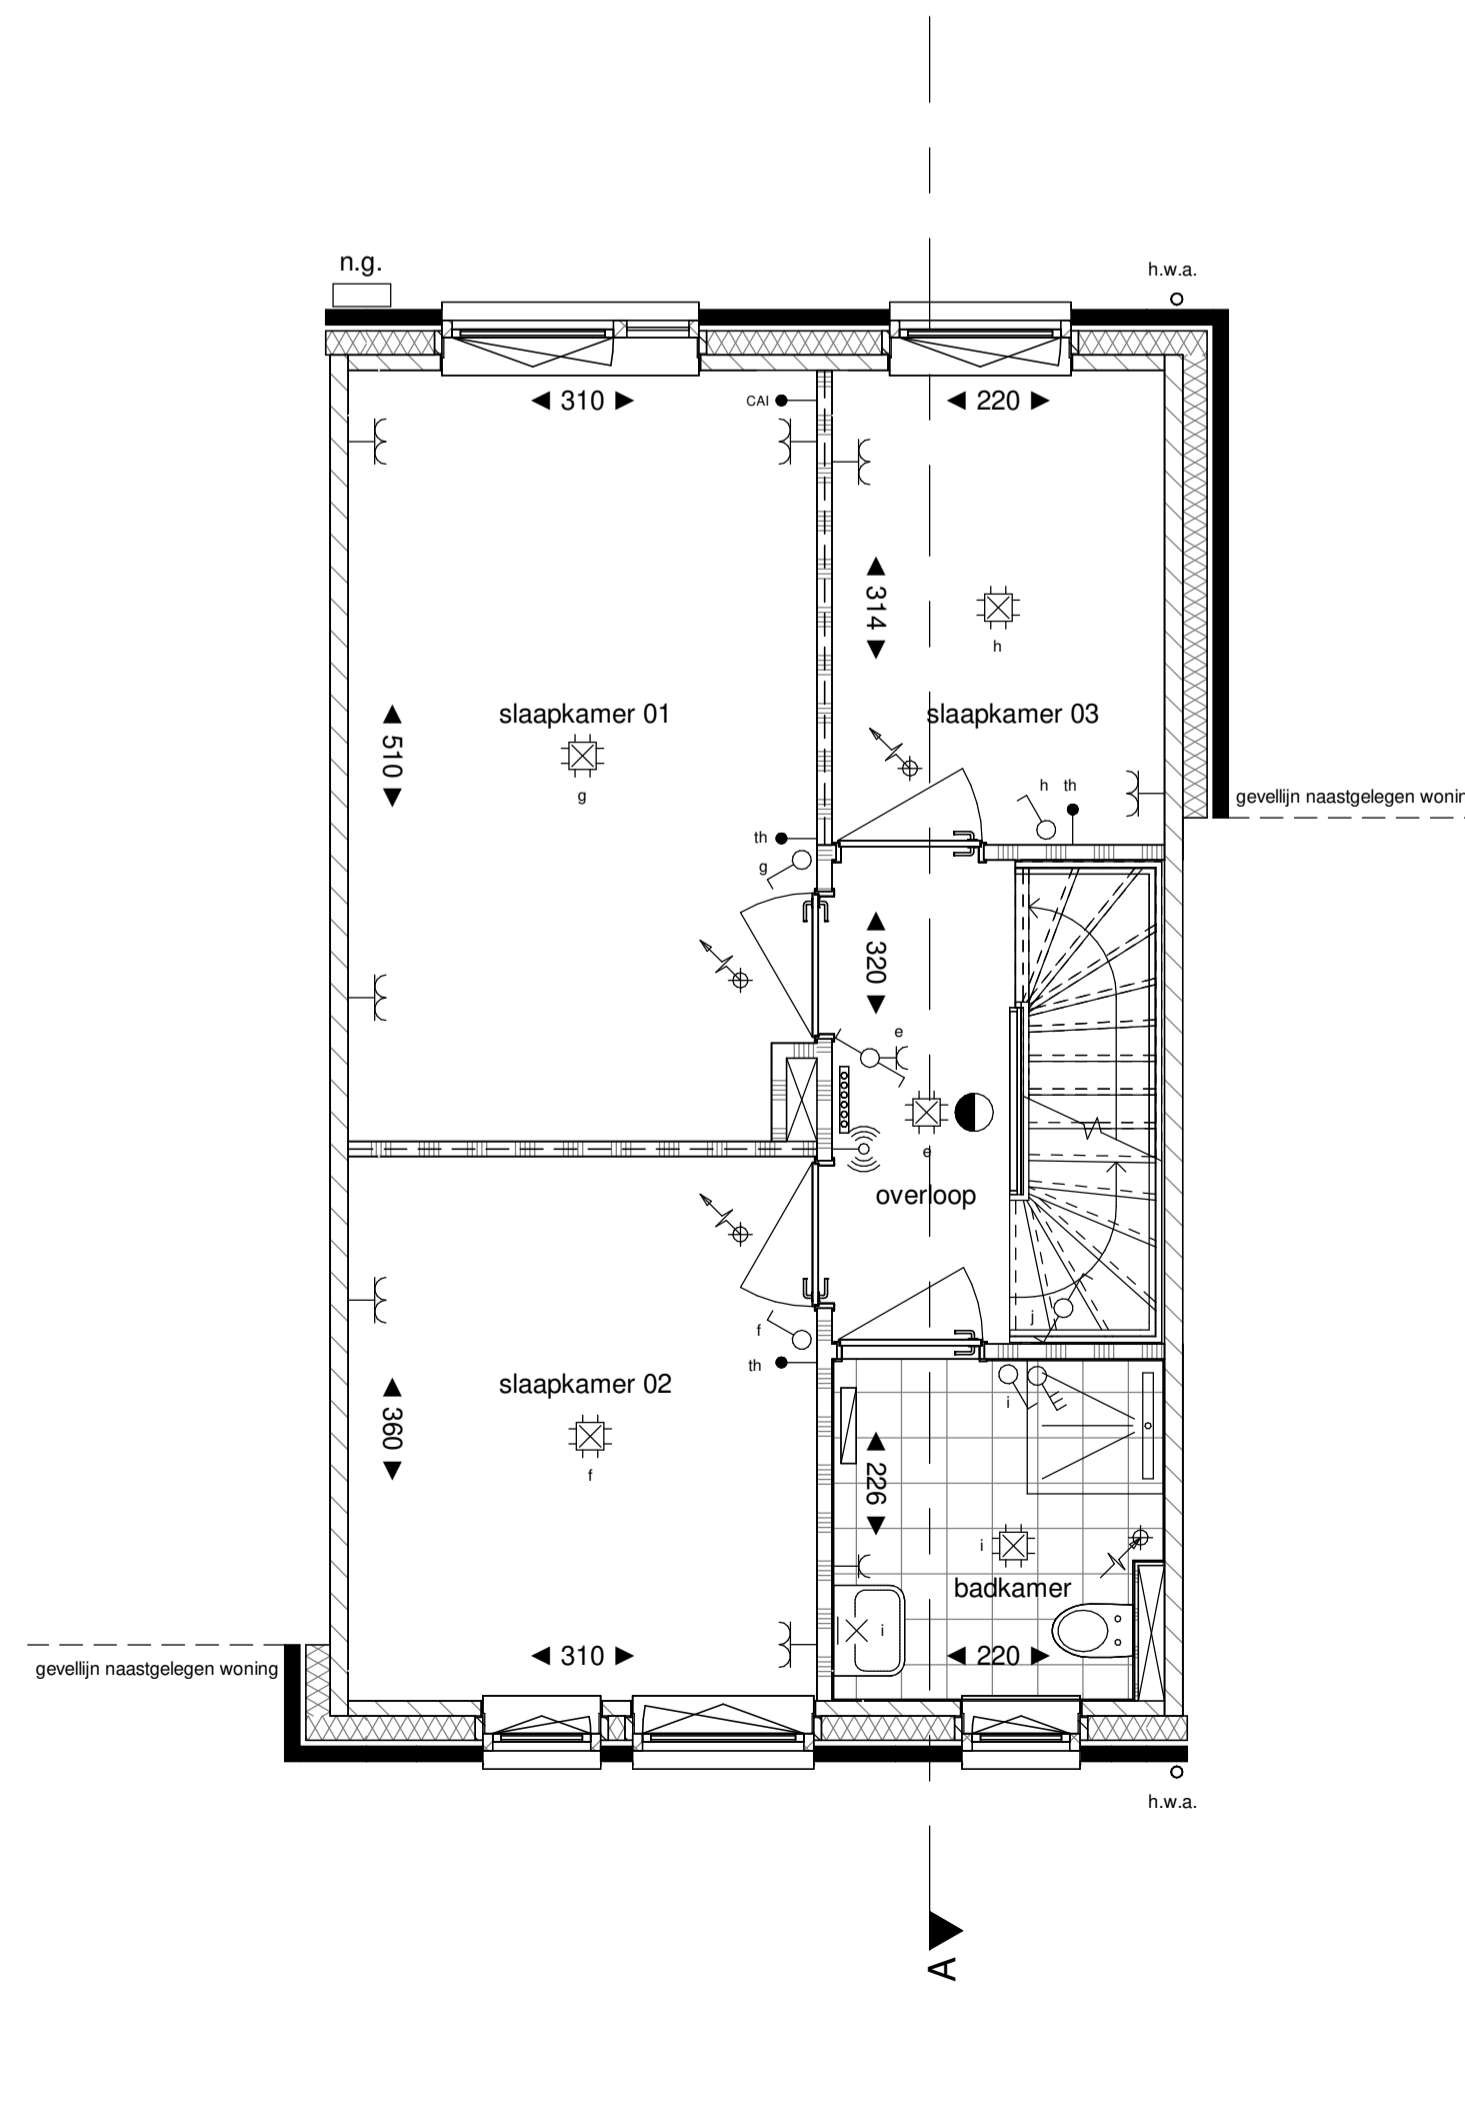 n.g.
h.w.a.
310
CAI
220
314
h
slaapkamer 01
slaapkamer 03
510
g
h th
gevellijn naastgelegen wonin
th
g
320
e
e
overloop
j
f
th
slaapkamer 02
i
360
f
226
i
badkamer
i
310
220
gevellijn naastgelegen woning
h.w.a.
A